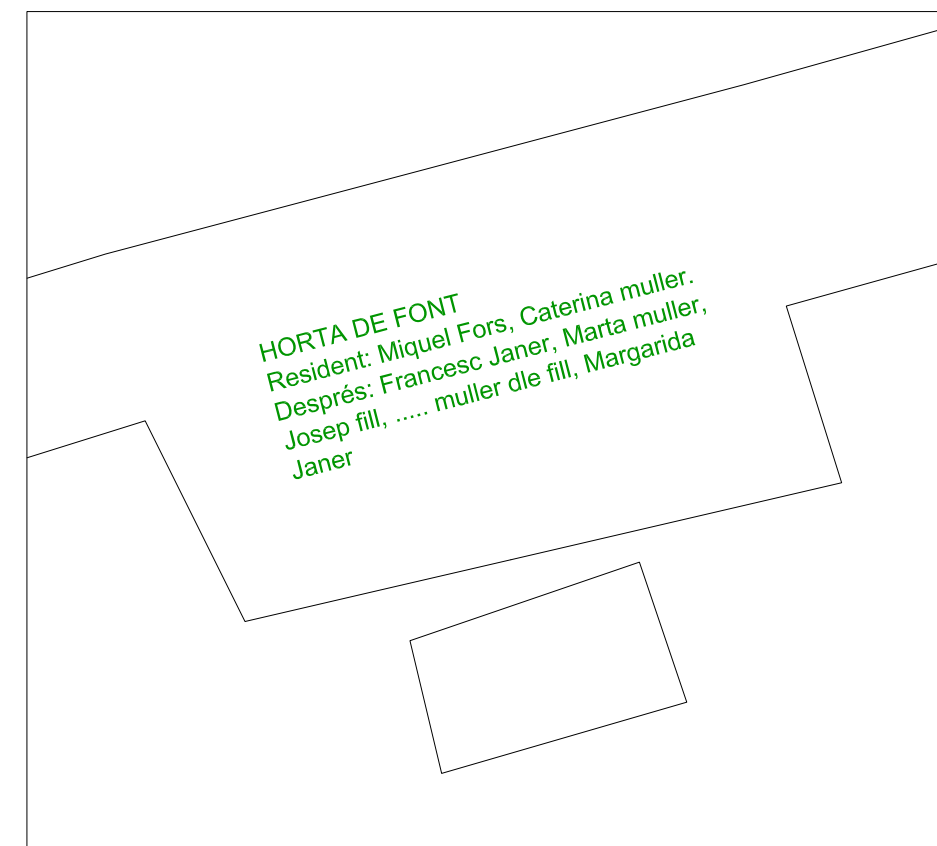 HORTA DE FONT
Resident: Miquel Fors, Caterina muller.
Després: Francesc Janer, Marta muller,
Josep fill, ..... muller dle fill, Margarida
Janer